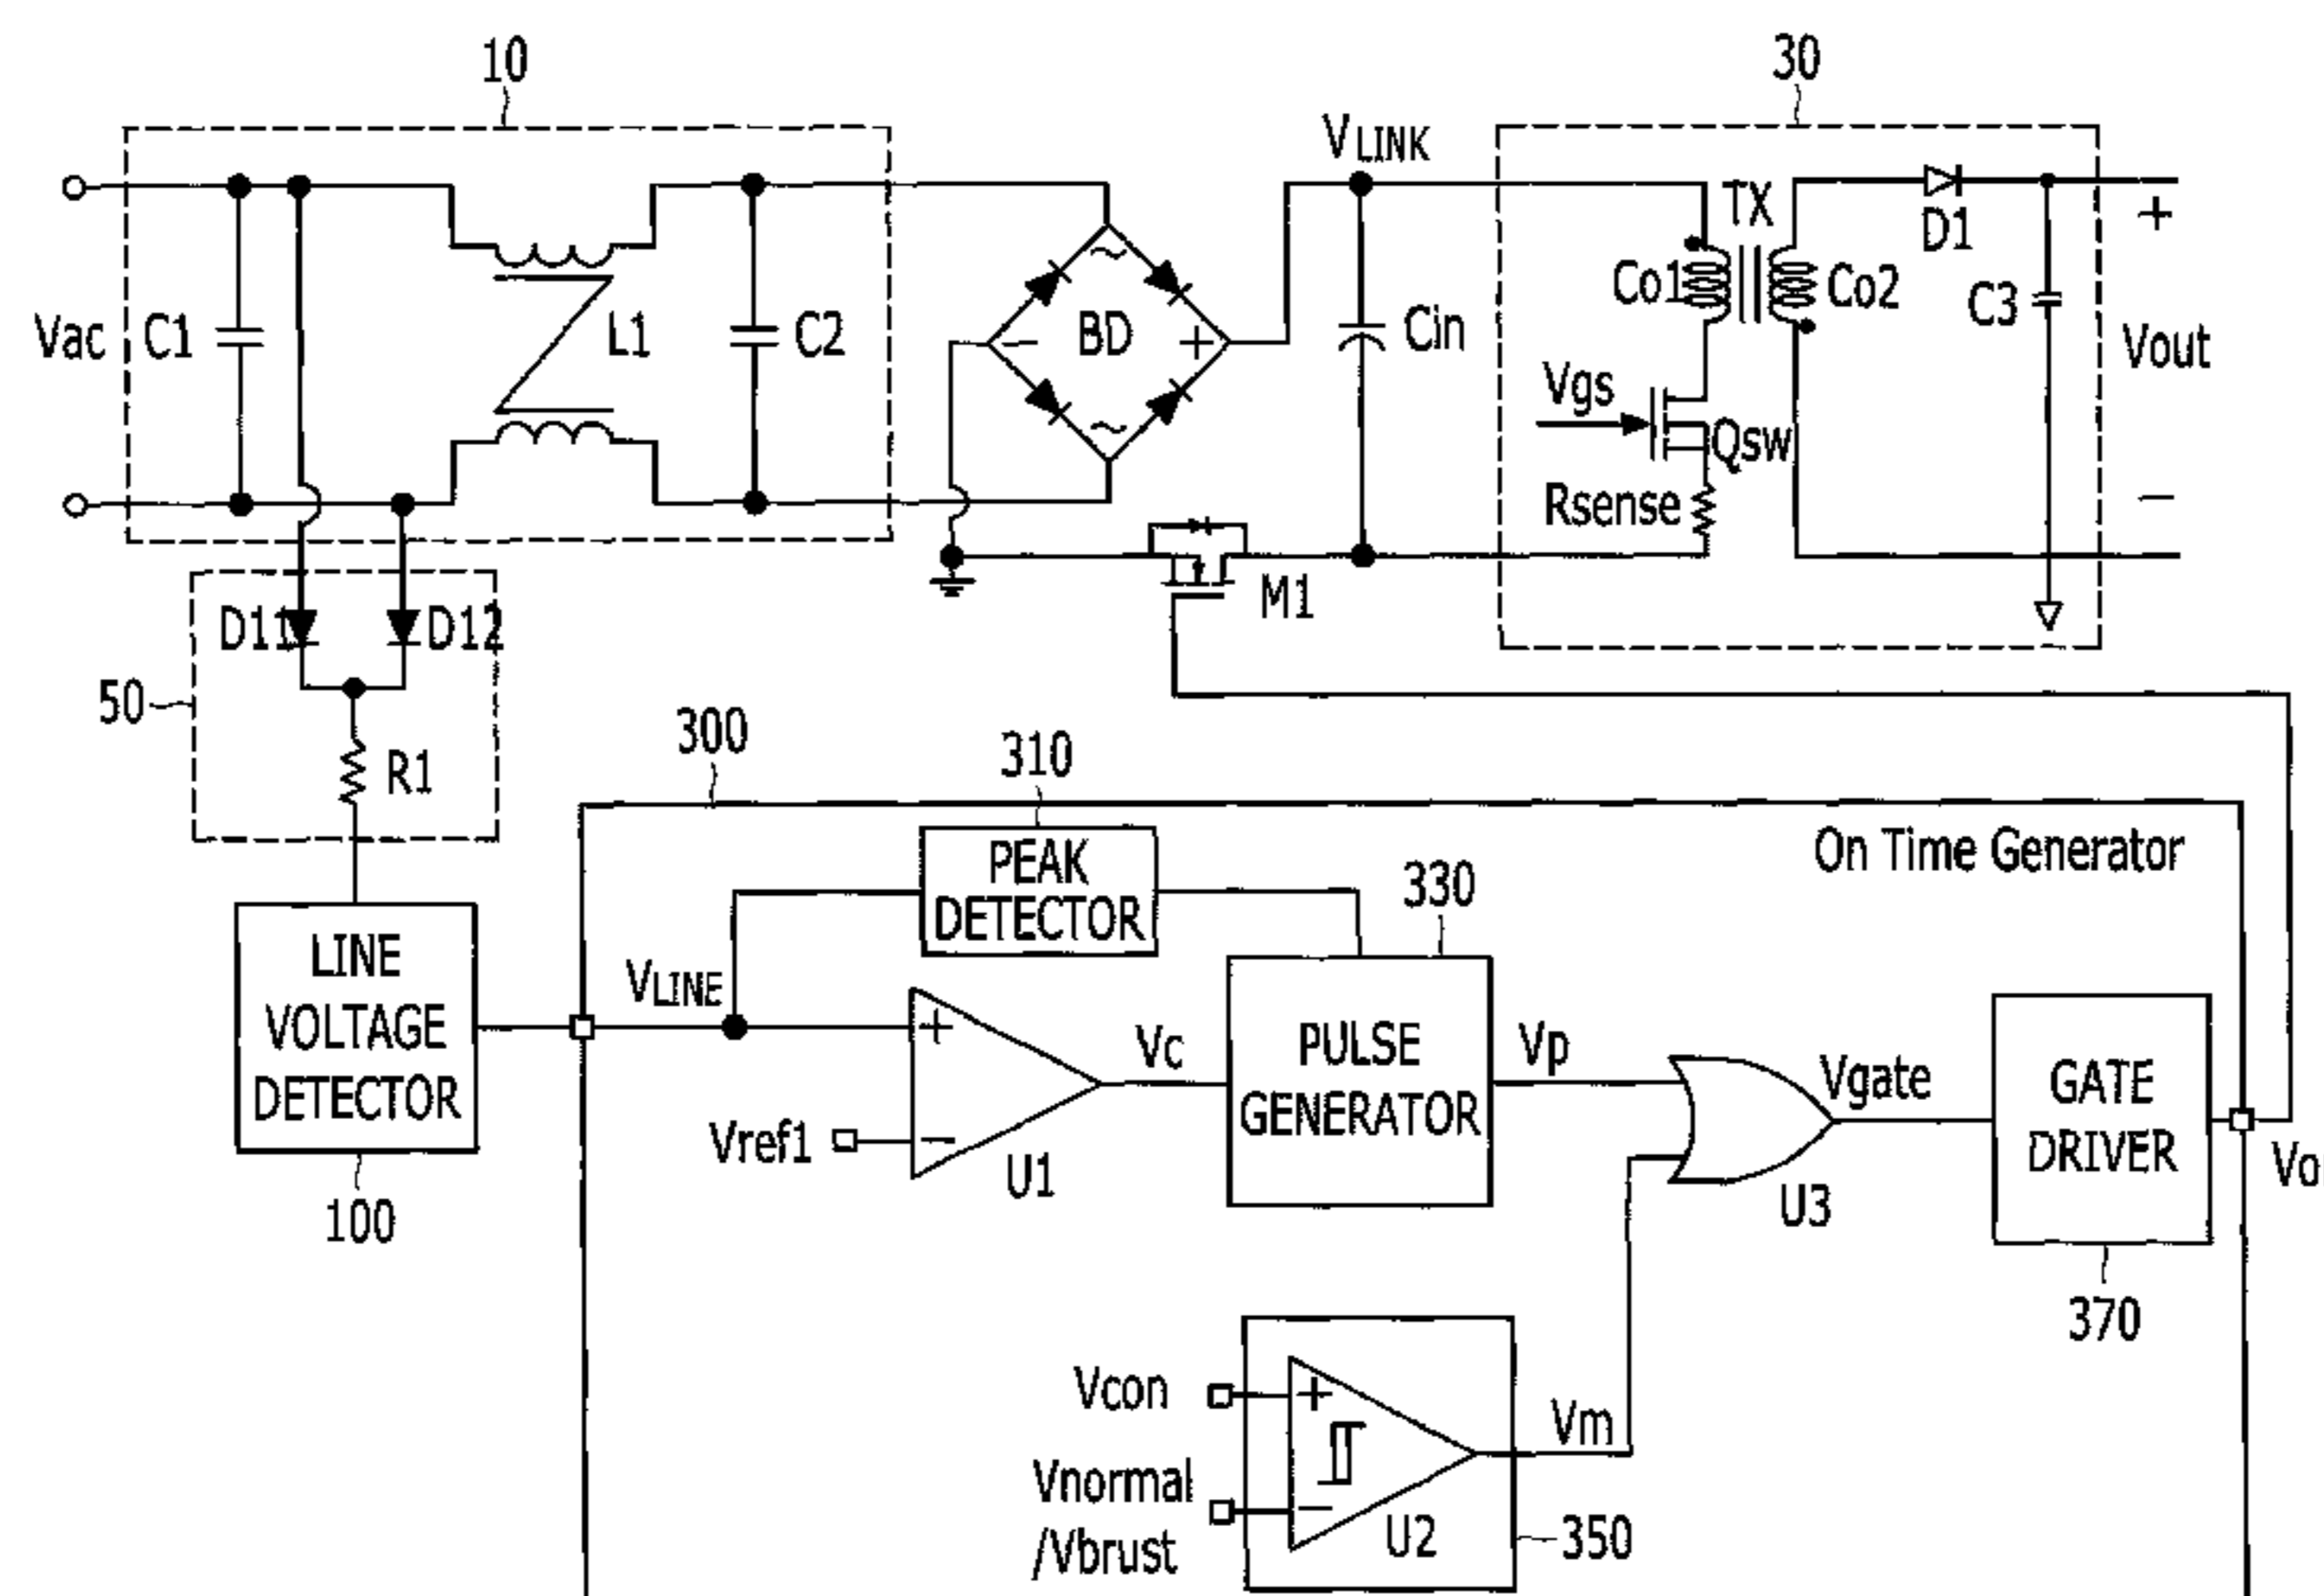 10
30
VLINK
TX
D1
+
Co1
Co2
C3
Vac
C1
L1
C2
~
BD
−
+
~
Cin
Vout
Vgs
Qsw
Rsense
−
M1
D11
D12
50
R1
300
310
330
On Time Generator
PEAK
DETECTOR
LINE
VOLTAGE
DETECTOR
100
VLINE
+
−
Vref1
U1
Vc
PULSE
GENERATOR
Vp
U3
Vgate
GATE
DRIVER
370
Vo
Vcon
+
Vnormal
/Vbrust
−
U2
Vm
350